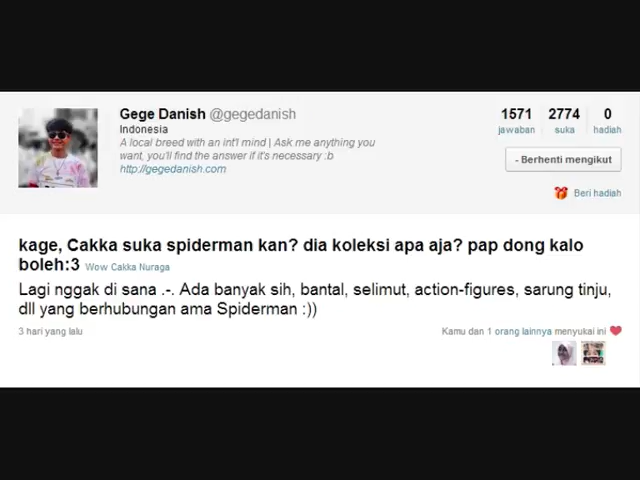 Gege Danish @gegedanish
Indonesia
A local breed with an int'l mind | Ask me anything you
want, you'll find the answer if it's necessary :b
http://gegedanish.com
1571 2774 0
jawaban suka hadiah
- Berhenti mengikut
Beri hadiah
kage, Cakka suka spiderman kan? dia koleksi apa aja? pap dong kalo
boleh:3 Wow Cakka Nuraga
Lagi nggak di sana .-. Ada banyak sih, bantal, selimut, action-figures, sarung tinju,
dll yang berhubungan ama Spiderman :))
3 hari yang lalu
Kamu dan 1 orang lainnya menyukai ini